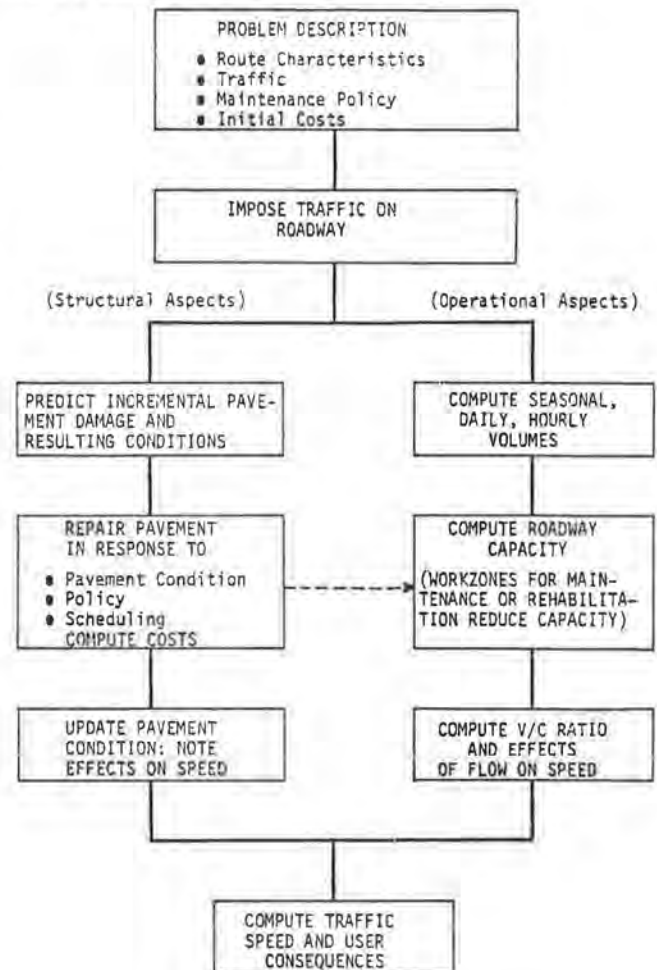 PROBLEM DESCRIPTION
• Route Characteristics
• Traffic
• Maintenance Policy
• Initial Costs
IMPOSE TRAFFIC ON
ROADWAY
(Structural Aspects)
(Operational Aspects)
PREDICT INCREMENTAL PAVE-
MENT DAMAGE AND
RESULTING CONDITIONS
COMPUTE SEASONAL,
DAILY, HOURLY
VOLUMES
REPAIR PAVEMENT
IN RESPONSE TO
• Pavement Condition
• Policy
• Scheduling
COMPUTE COSTS
COMPUTE ROADWAY
CAPACITY
(WORKZONES FOR MAIN-
TENANCE OR REHABILITA-
TION REDUCE CAPACITY)
UPDATE PAVEMENT
CONDITION: NOTE
EFFECTS ON SPEED
COMPUTE V/C RATIO
AND EFFECTS
OF FLOW ON SPEED
COMPUTE TRAFFIC
SPEED AND USER
CONSEQUENCES